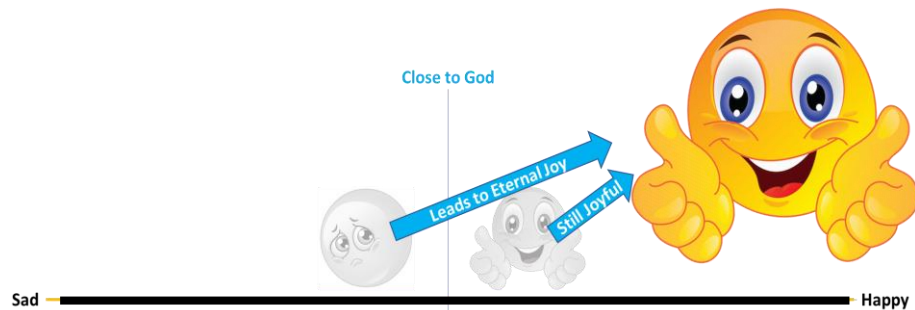 Close to God
Leads to Eternal Joy
Still Joyful
Sad
Happy